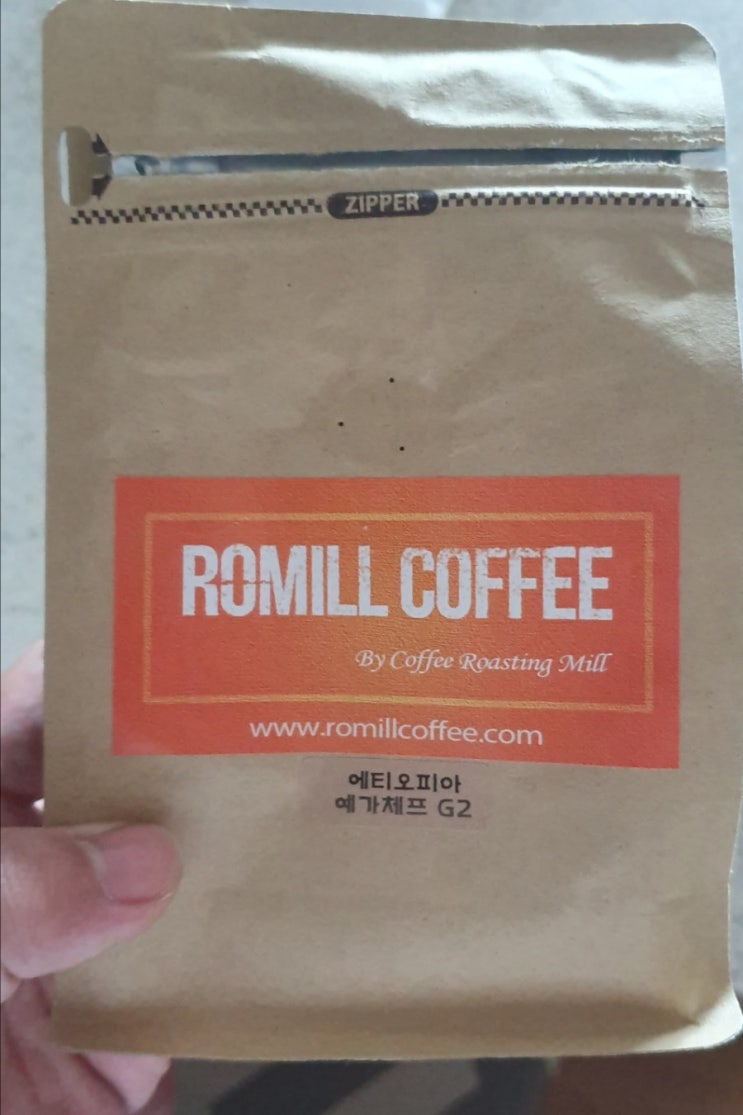 ZIPPER
ROMILL COFFEE
By Coffee Roasting Mill
www.romillcoffee.com
에티오피아
예가체프 G2